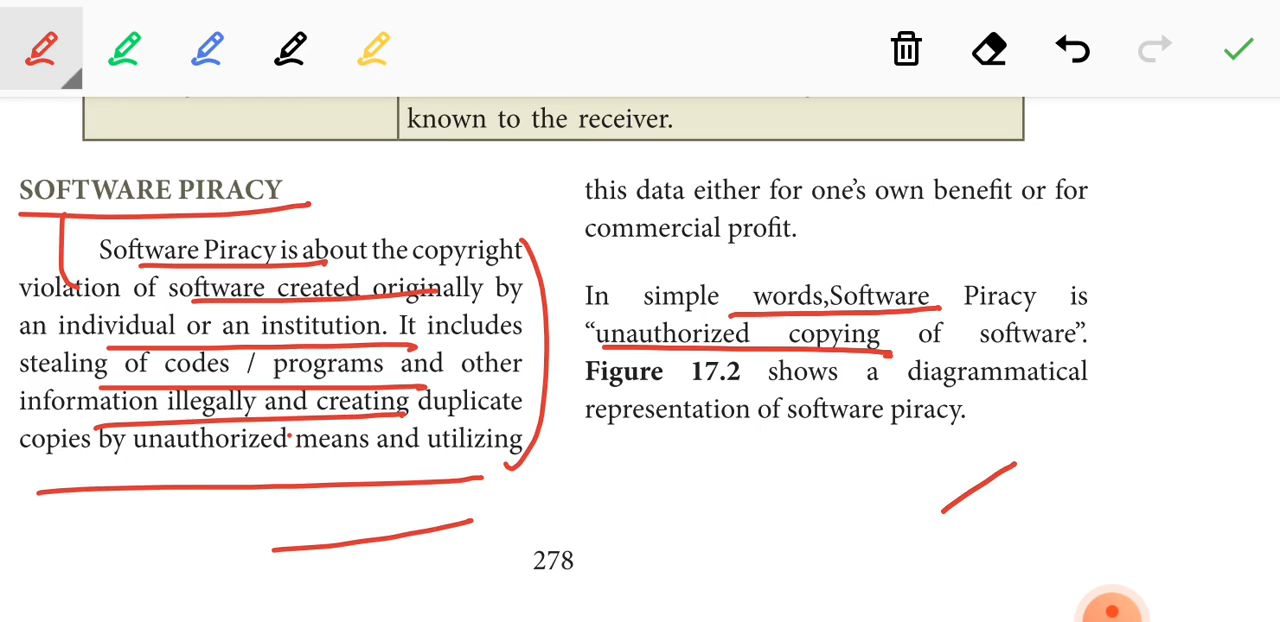 known to the receiver.
SOFTWARE PIRACY
Software Piracy is about the copyright
violation of software created originally by
an individual or an institution. It includes
stealing of codes / programs and other
information illegally and creating duplicate
copies by unauthorized means and utilizing
this data either for one's own benefit or for
commercial profit.
In simple words,Software Piracy is
“unauthorized copying of software”.
Figure 17.2 shows a diagrammatical
representation of software piracy.
278